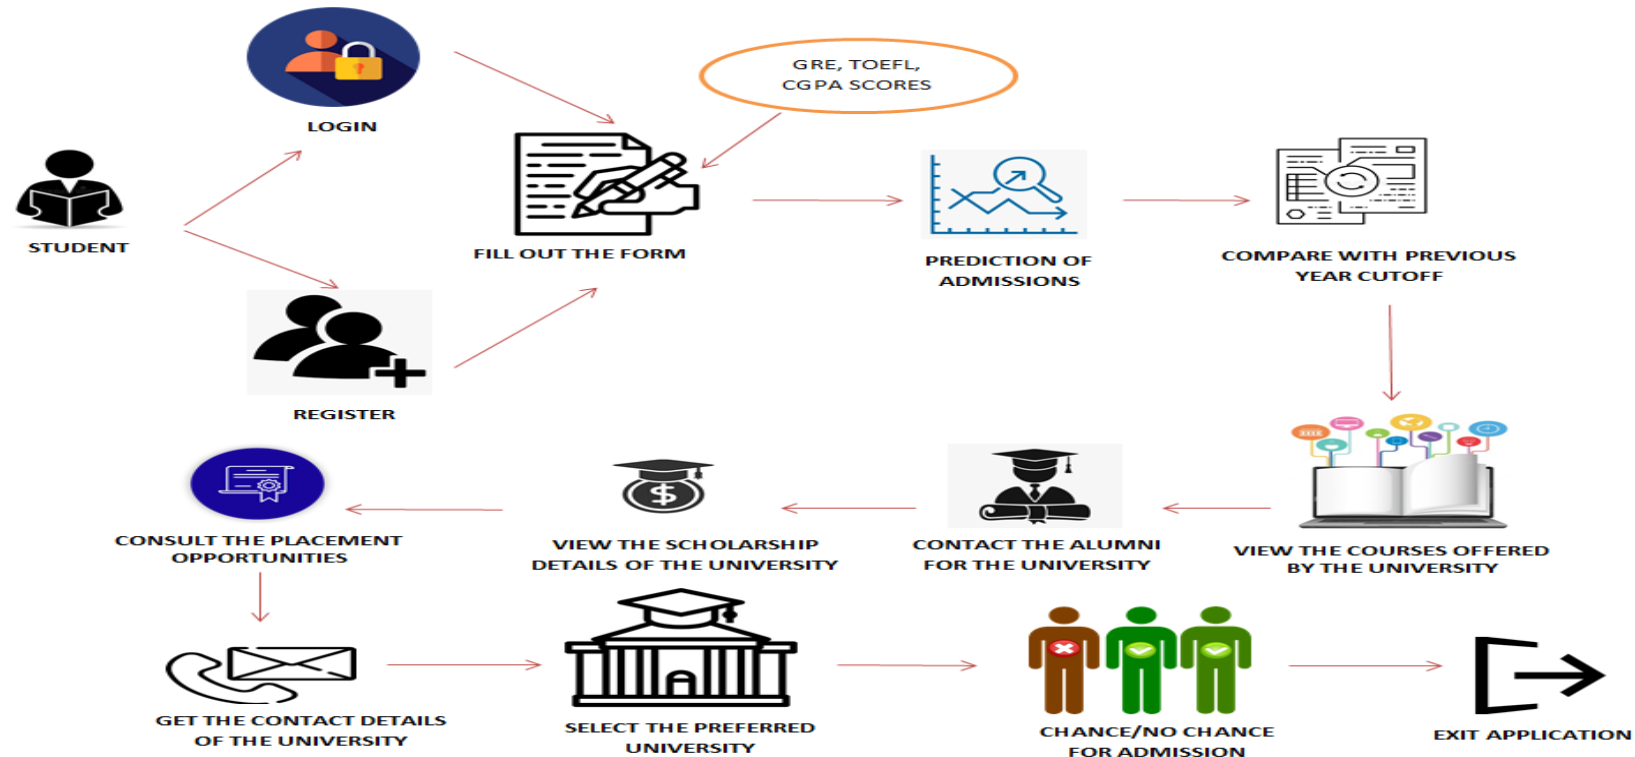 LOGIN
GRE, TOEFL,
CGPA SCORES
STUDENT
FILL OUT THE FORM
PREDICTION OF
ADMISSIONS
COMPARE WITH PREVIOUS
YEAR CUTOFF
REGISTER
CONSULT THE PLACEMENT
OPPORTUNITIES
VIEW THE SCHOLARSHIP
DETAILS OF THE UNIVERSITY
CONTACT THE ALUMNI
FOR THE UNIVERSITY
VIEW THE COURSES OFFERED
BY THE UNIVERSITY
GET THE CONTACT DETAILS
OF THE UNIVERSITY
SELECT THE PREFERRED
UNIVERSITY
CHANCE/NO CHANCE
FOR ADMISSION
EXIT APPLICATION